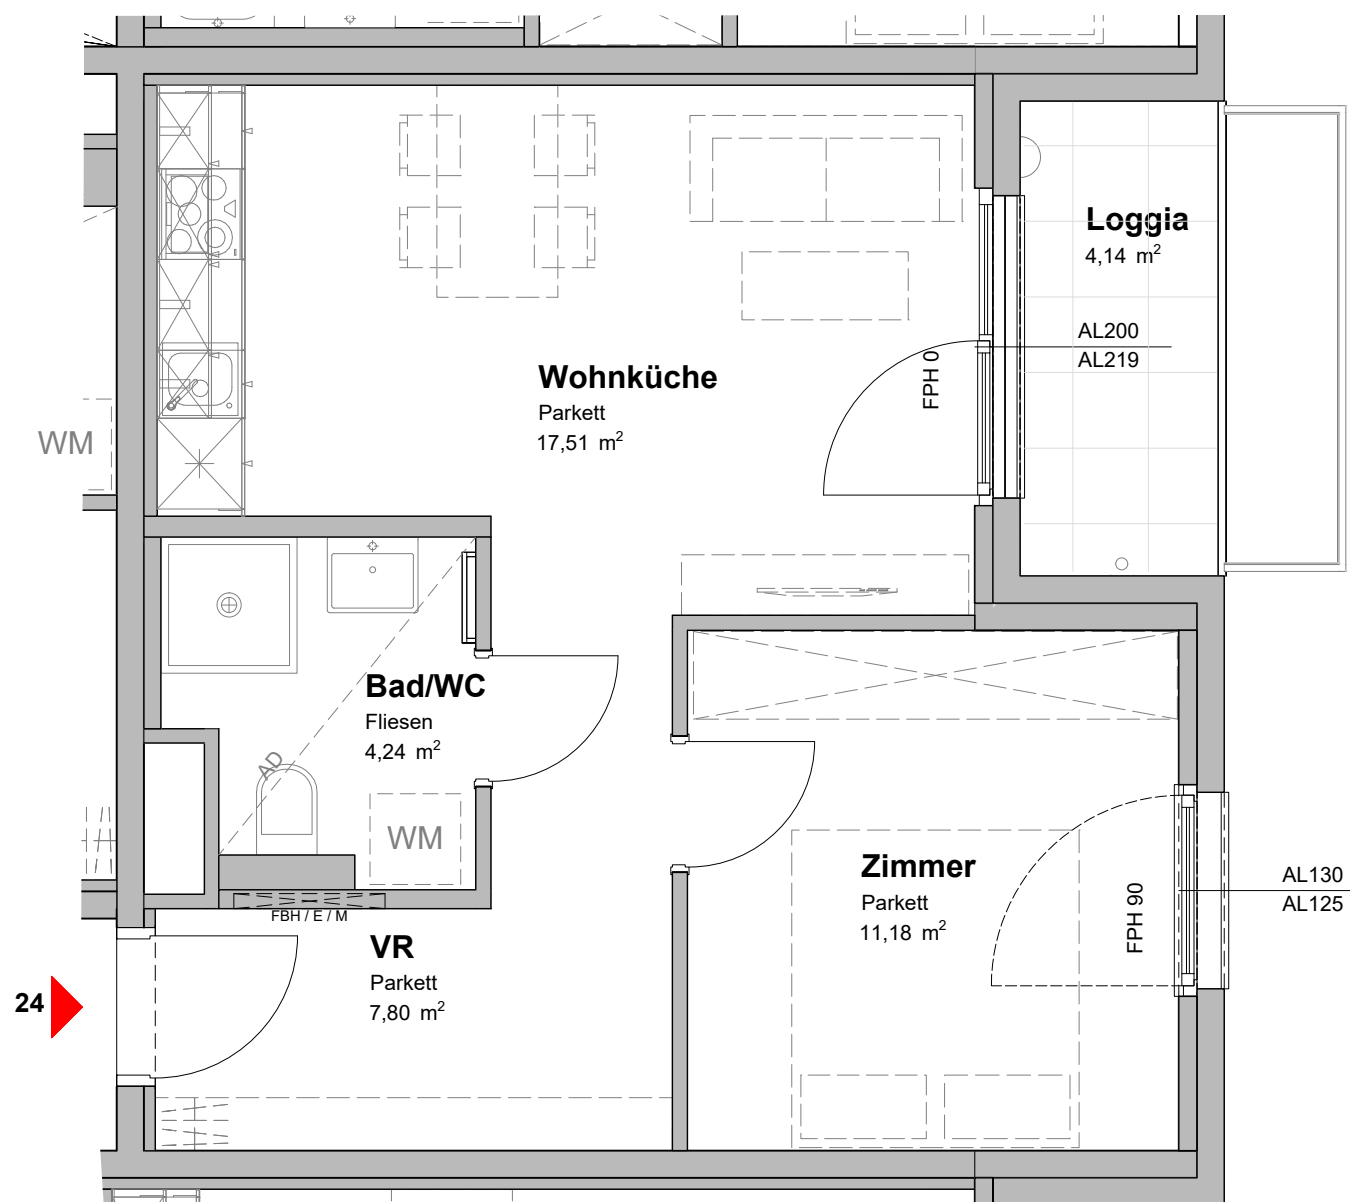 Loggia
4,14 m²
AL200
AL219
FPH 0
Wohnküche
Parkett
17,51 m²
WM
Bad/WC
Fliesen
4,24 m²
AD
WM
FBH / E / M
Zimmer
Parkett
11,18 m²
FPH 90
AL130
AL125
VR
Parkett
7,80 m²
24